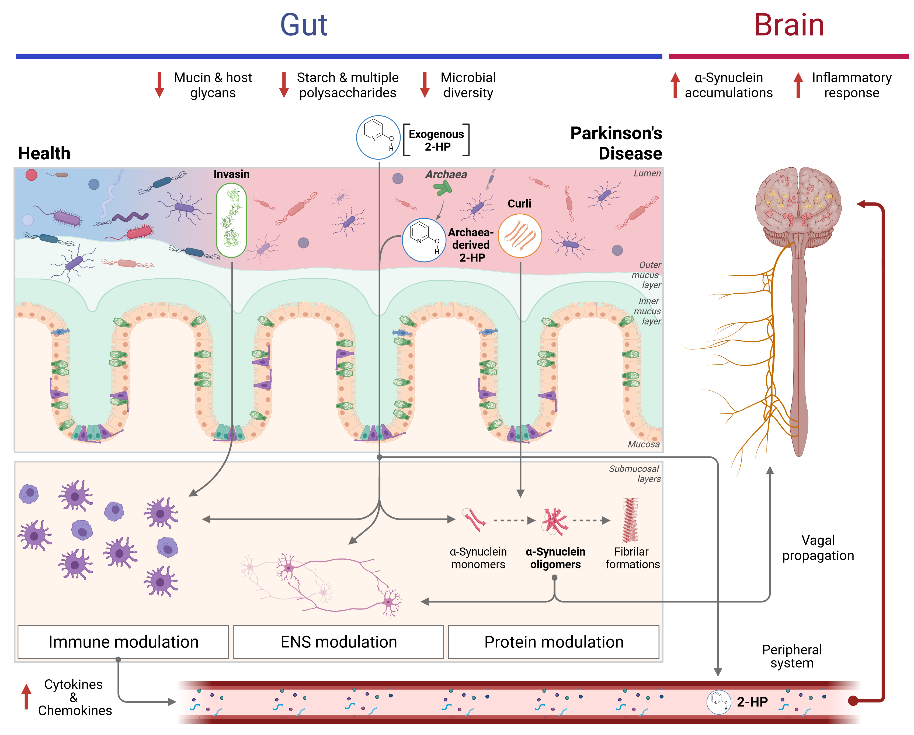 Gut
Brain
Mucin & host
glycans
Starch & multiple
polysaccharides
Microbial
diversity
α-Synuclein
accumulations
Inflammatory
response
Health
Exogenous
2-HP
Parkinson's
Disease
Lumen
Invasin
Archaea
Curli
Archaea-
derived
2-HP
Outer
mucus
layer
Inner
mucus
layer
Mucosa
Submucosal
layers
α-Synuclein
monomers
α-Synuclein
oligomers
Fibrilar
formations
Vagal
propagation
Immune modulation
ENS modulation
Protein modulation
Peripheral
system
Cytokines
&
Chemokines
2-HP